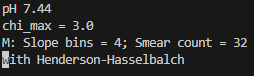 pH 7.44
chi_max = 3.0
M: Slope bins = 4; Smear count = 32
with Henderson-Hasselbalch